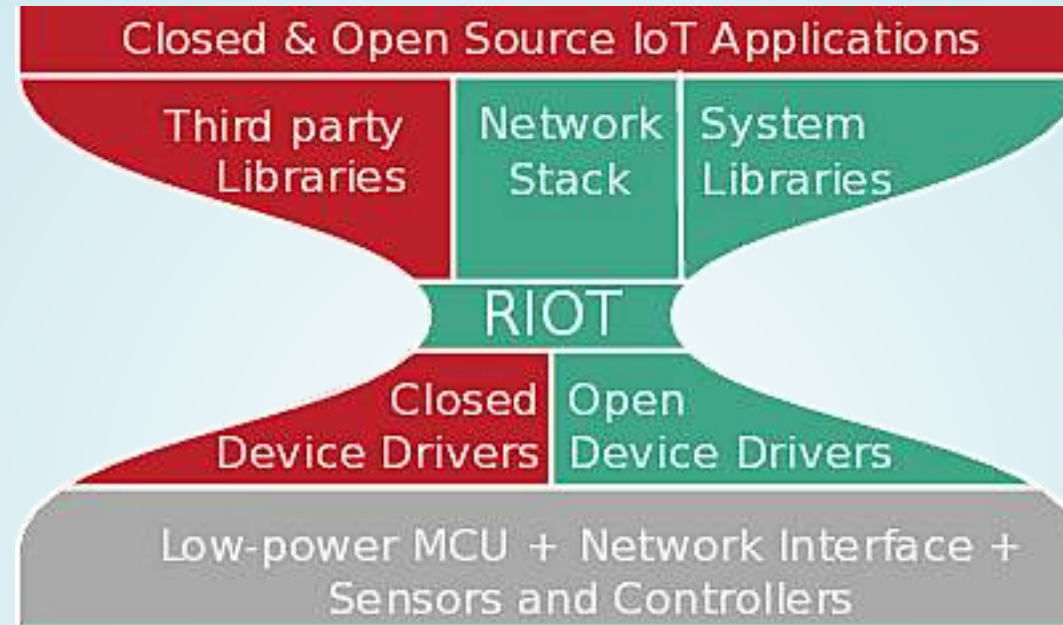 Closed & Open Source IoT Applications
Third party
Libraries
Network
Stack
System
Libraries
RIOT
Closed
Device Drivers
Open
Device Drivers
Low-power MCU + Network Interface +
Sensors and Controllers